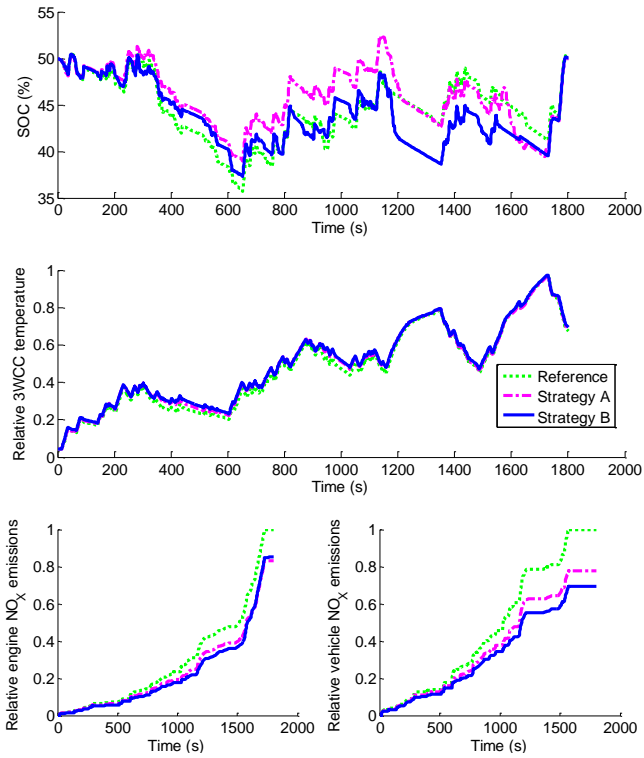 50
45
40
35
SOC (%)
0 200 400 600 800 1000 1200 1400 1600 1800 2000
Time (s)
1
0.8
0.6
0.4
0.2
0
Relative 3WCC temperature
Reference
Strategy A
Strategy B
0 200 400 600 800 1000 1200 1400 1600 1800 2000
Time (s)
1
0.8
0.6
0.4
0.2
0
Relative engine NOX emissions
0 500 1000 1500 2000
Time (s)
1
0.8
0.6
0.4
0.2
0
Relative vehicle NOX emissions
0 500 1000 1500 2000
Time (s)